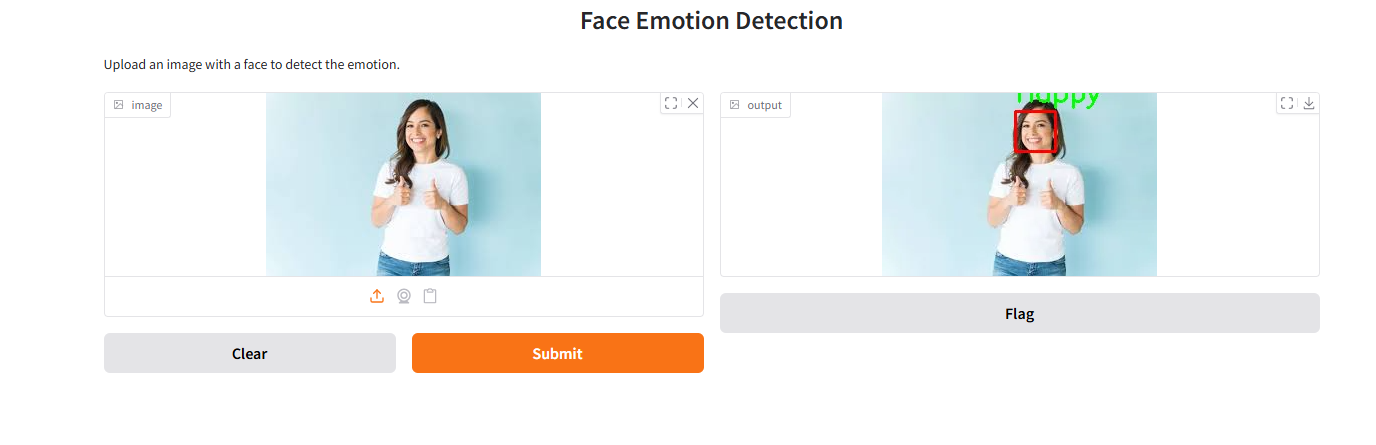 Face Emotion Detection
Upload an image with a face to detect the emotion.
image
output
Happy
Clear
Submit
Flag